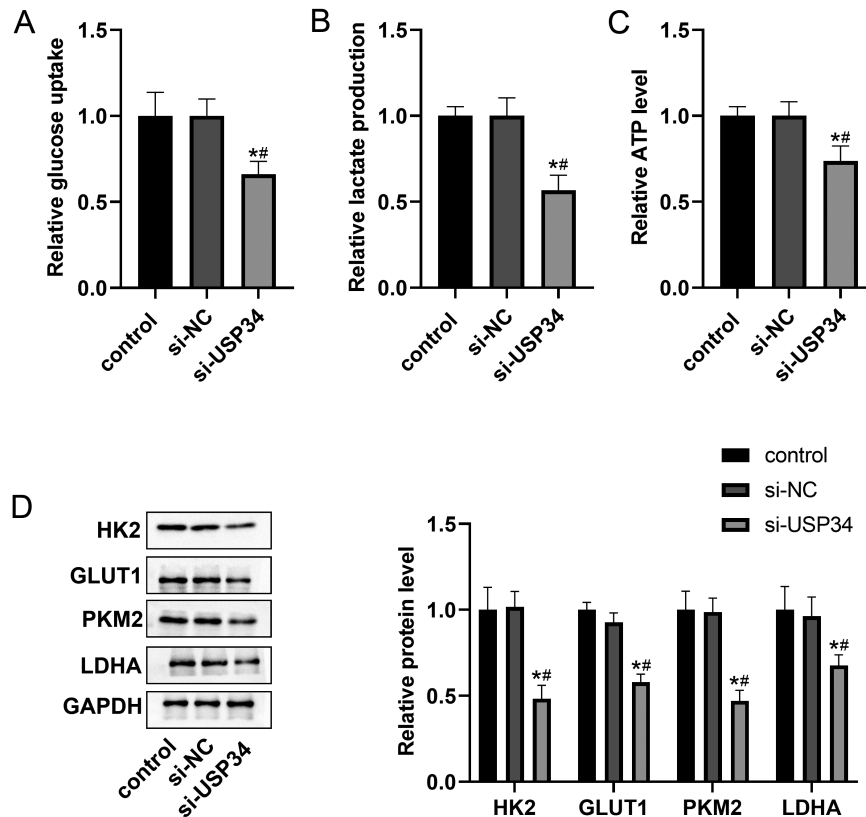 A
Relative glucose uptake
1.5
1.0
0.5
0.0
control
si-NC
si-USP34
*#
B
Relative lactate production
1.5
1.0
0.5
0.0
control
si-NC
si-USP34
*#
C
Relative ATP level
1.5
1.0
0.5
0.0
control
si-NC
si-USP34
*#
D
HK2
GLUT1
PKM2
LDHA
GAPDH
control
si-NC
si-USP34
control
si-NC
si-USP34
Relative protein level
1.5
1.0
0.5
0.0
*#
*#
*#
*#
HK2 GLUT1 PKM2 LDHA